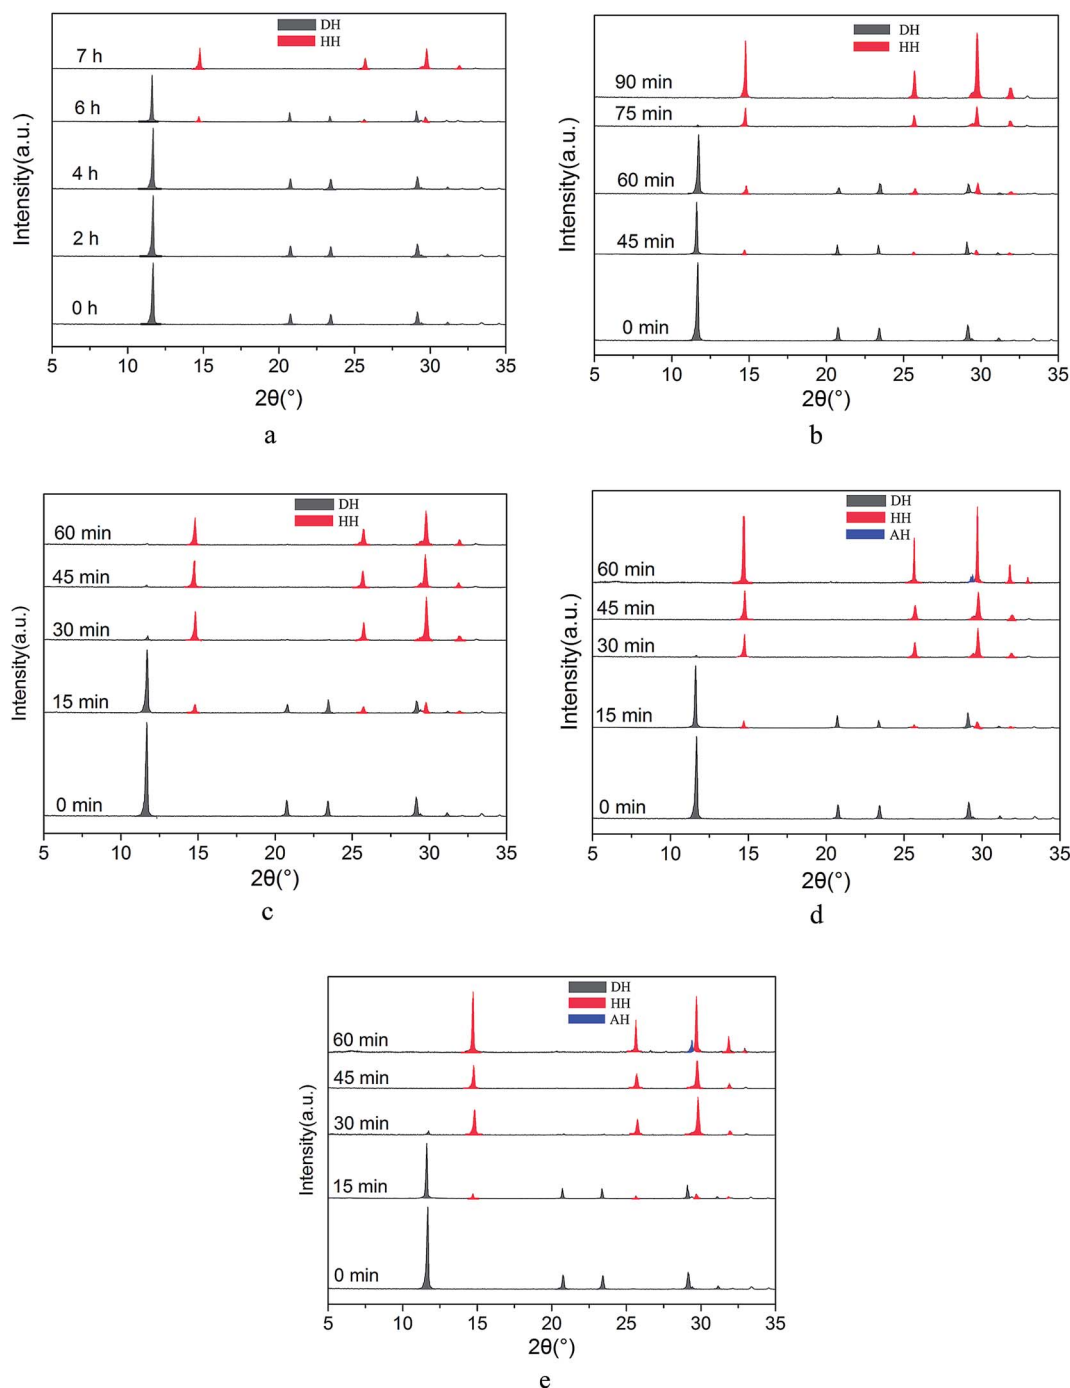 DH
HH
7 h
6 h
4 h
2 h
0 h
Intensity(a.u.)
5 10 15 20 25 30 35
2θ(°)
a
DH
HH
90 min
75 min
60 min
45 min
0 min
Intensity(a.u.)
5 10 15 20 25 30 35
2θ(°)
b
DH
HH
60 min
45 min
30 min
15 min
0 min
Intensity(a.u.)
5 10 15 20 25 30 35
2θ(°)
c
DH
HH
AH
60 min
45 min
30 min
15 min
0 min
Intensity(a.u.)
5 10 15 20 25 30 35
2θ(°)
d
DH
HH
AH
60 min
45 min
30 min
15 min
0 min
Intensity(a.u.)
5 10 15 20 25 30 35
2θ(°)
e